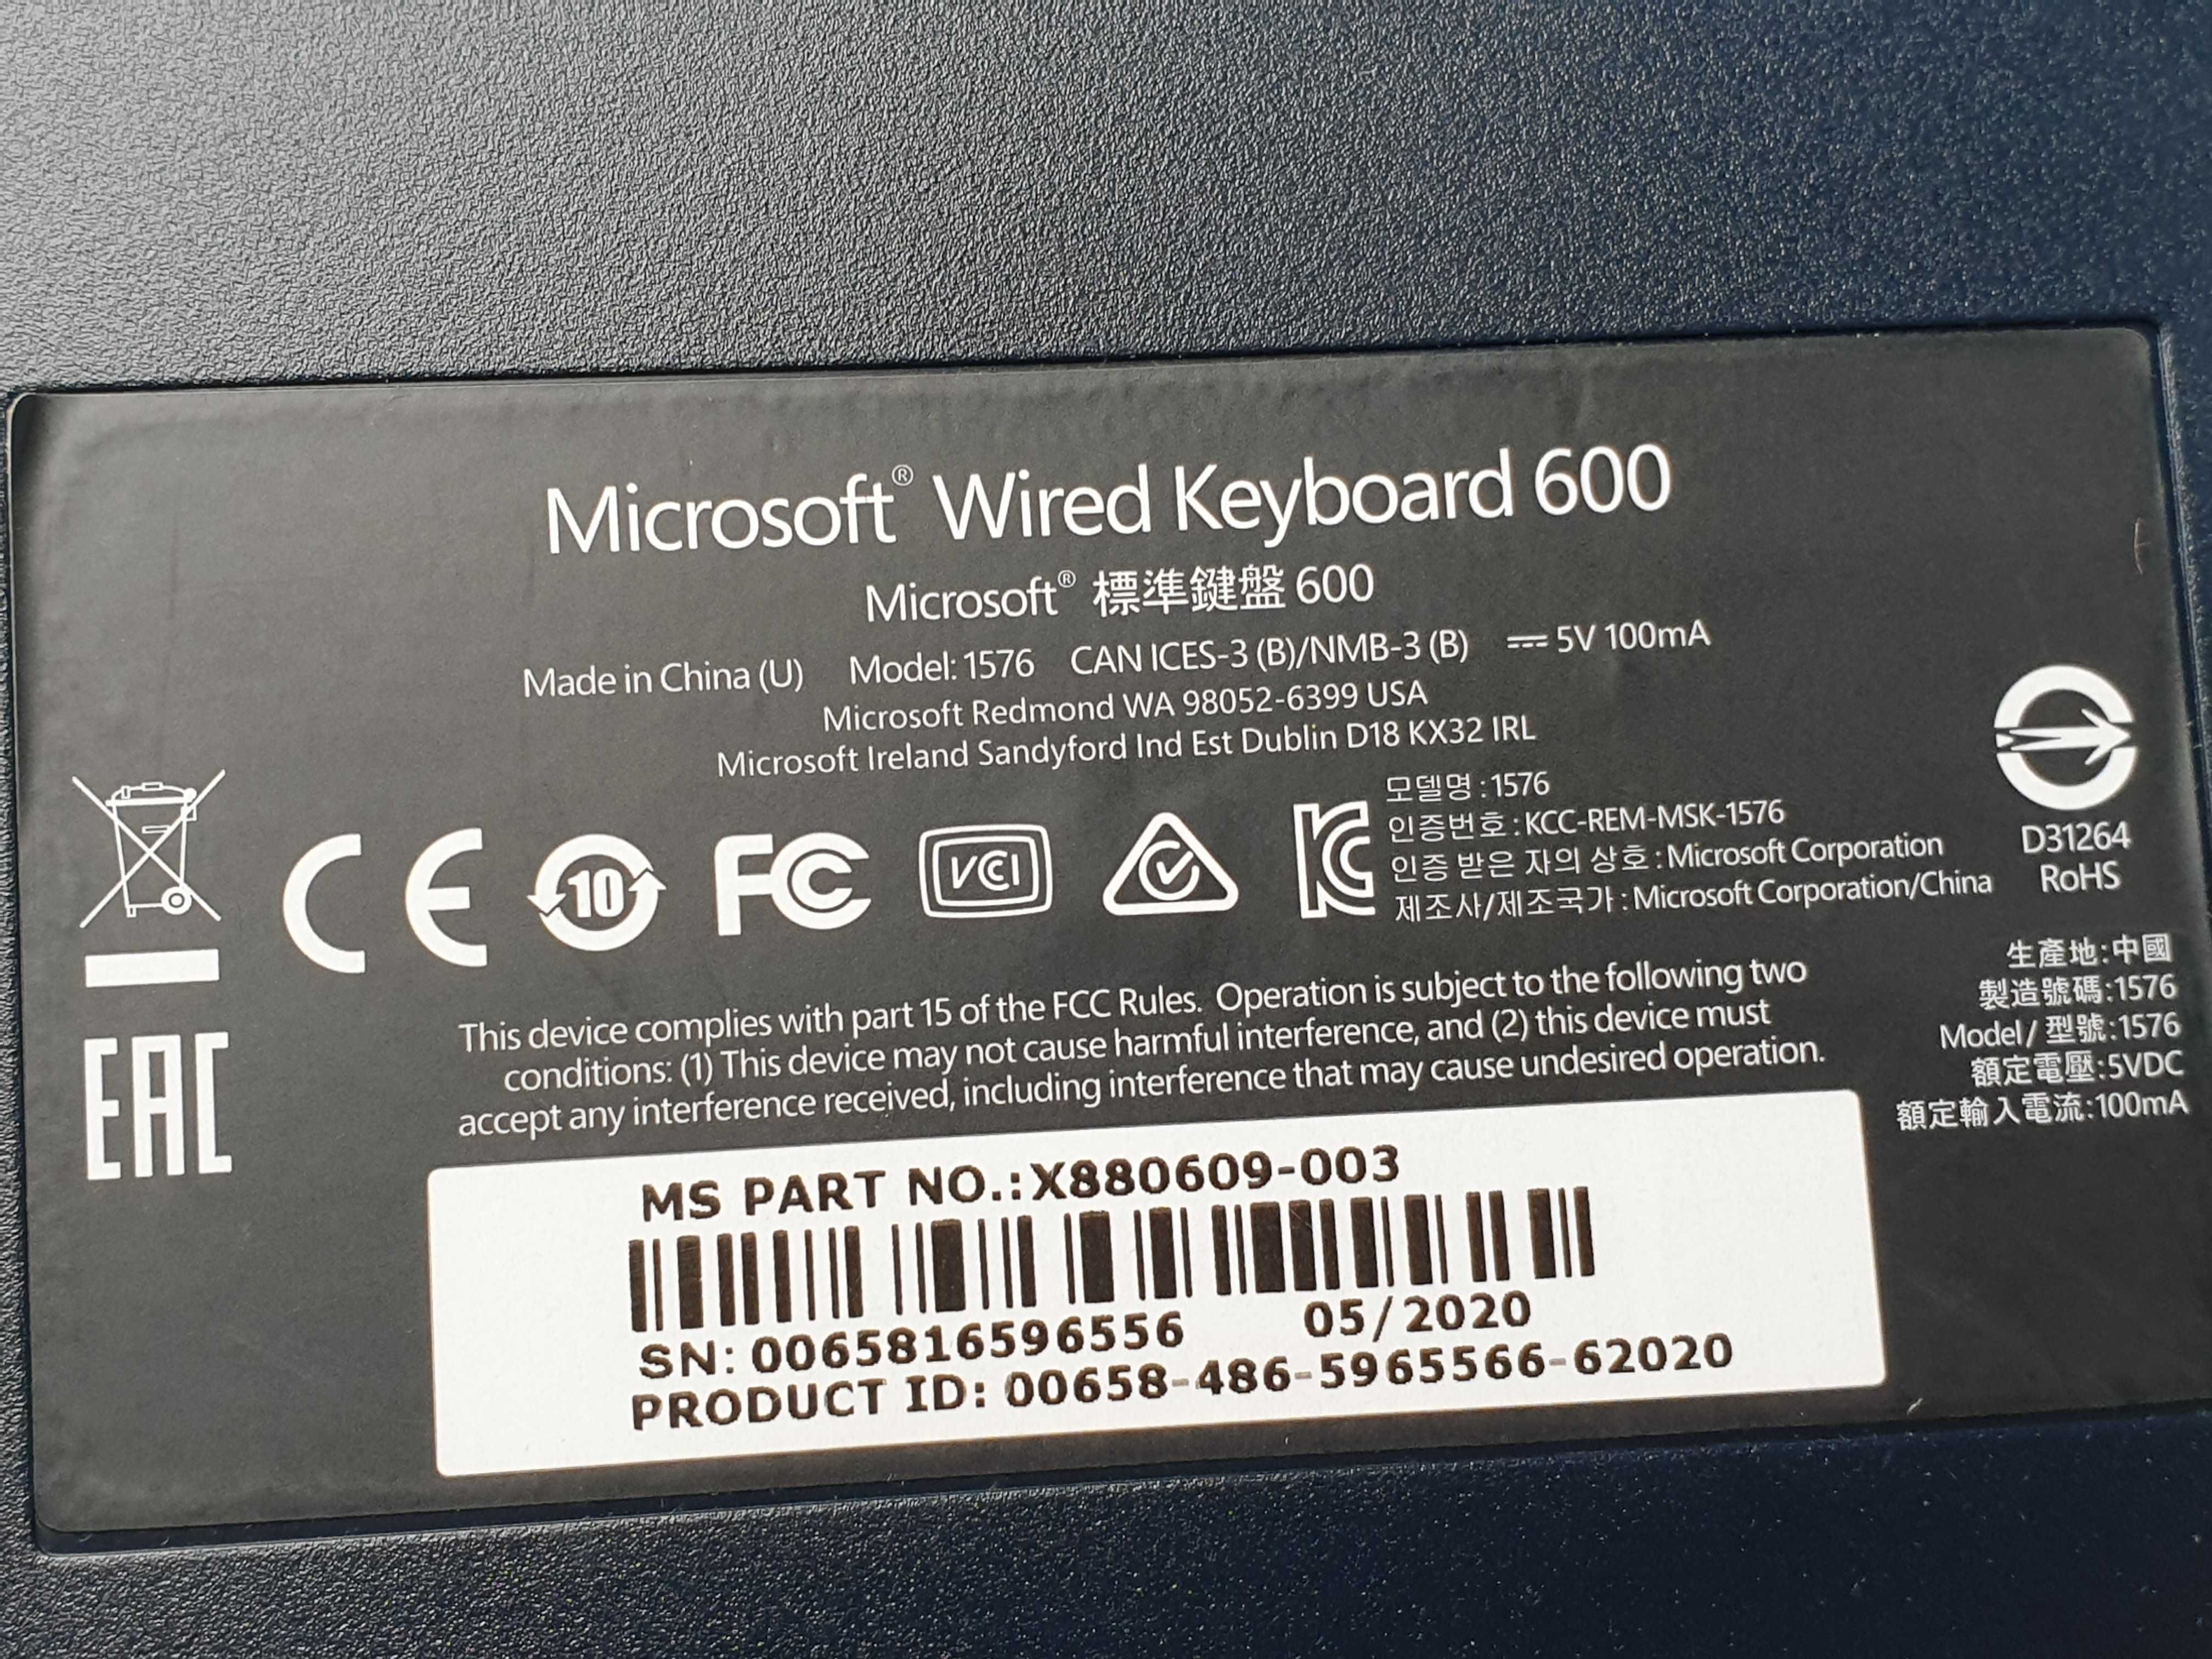 Microsoft® Wired Keyboard 600
Microsoft® 標準鍵盤 600
Made in China (U) Model: 1576 CAN ICES-3 (B)/NMB-3 (B) ⎓ 5V 100mA
Microsoft Redmond WA 98052-6399 USA
Microsoft Ireland Sandyford Ind Est Dublin D18 KX32 IRL
CE
10
FC
VCI
모델명 : 1576
인증번호 : KCC-REM-MSK-1576
인증 받은 자의 상호 : Microsoft Corporation
제조사/제조국가 : Microsoft Corporation/China
D31264
RoHS
EAC
This device complies with part 15 of the FCC Rules. Operation is subject to the following two
conditions: (1) This device may not cause harmful interference, and (2) this device must
accept any interference received, including interference that may cause undesired operation.
生產地:中國
製造號碼:1576
Model/ 型號:1576
額定電壓:5VDC
額定輸入電流:100mA
MS PART NO.:X880609-003
SN: 0065816596556 05/2020
PRODUCT ID: 00658-486-5965566-62020